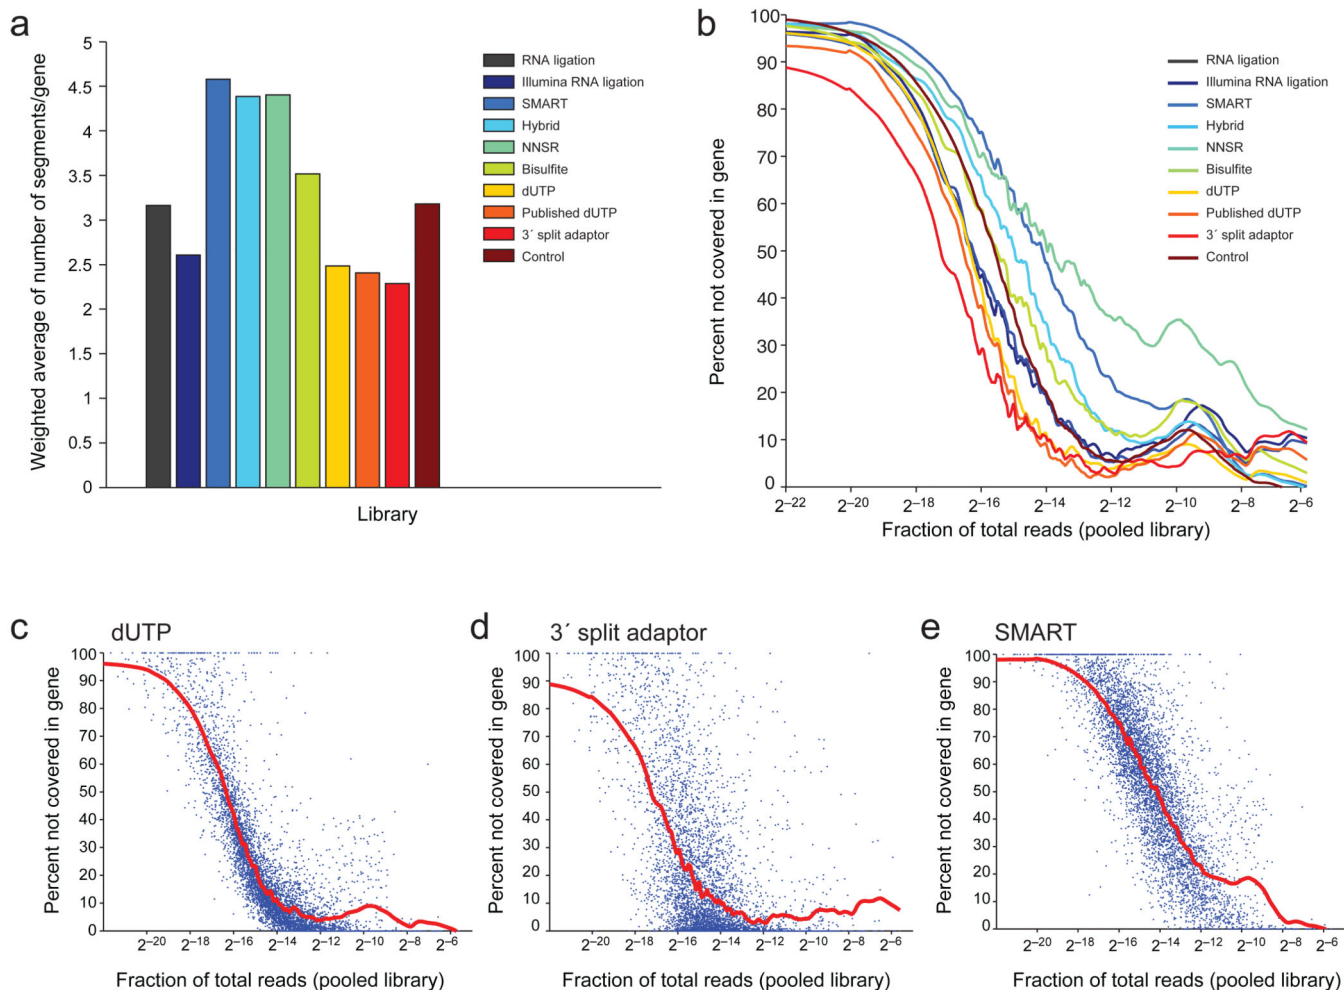 a
Weighted average of number of segments/gene
5
4.5
4
3.5
3
2.5
2
1.5
1
0.5
0
Library
RNA ligation
Illumina RNA ligation
SMART
Hybrid
NNSR
Bisulfite
dUTP
Published dUTP
3´ split adaptor
Control
b
Percent not covered in gene
100
90
80
70
60
50
40
30
20
10
0
2–22 2–20 2–18 2–16 2–14 2–12 2–10 2–8 2–6
Fraction of total reads (pooled library)
RNA ligation
Illumina RNA ligation
SMART
Hybrid
NNSR
Bisulfite
dUTP
Published dUTP
3´ split adaptor
Control
c
dUTP
Percent not covered in gene
100
90
80
70
60
50
40
30
20
10
0
2–20 2–18 2–16 2–14 2–12 2–10 2–8 2–6
Fraction of total reads (pooled library)
d
3´ split adaptor
Percent not covered in gene
100
90
80
70
60
50
40
30
20
10
0
2–20 2–18 2–16 2–14 2–12 2–10 2–8 2–6
Fraction of total reads (pooled library)
e
SMART
Percent not covered in gene
100
90
80
70
60
50
40
30
20
10
0
2–20 2–18 2–16 2–14 2–12 2–10 2–8 2–6
Fraction of total reads (pooled library)